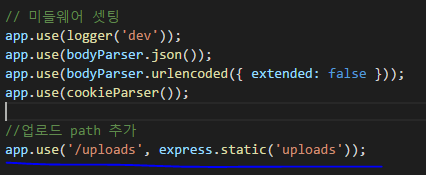 // 미들웨어 셋팅
app.use(logger('dev'));
app.use(bodyParser.json());
app.use(bodyParser.urlencoded({ extended: false }));
app.use(cookieParser());
//업로드 path 추가
app.use('/uploads', express.static('uploads'));